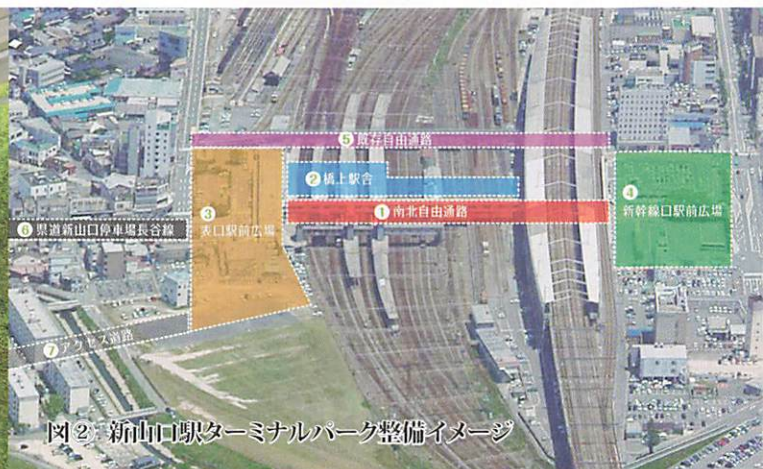 ⑤ 既存自由通路
② 橋上駅舎
① 南北自由通路
③
表口駅前広場
④
新幹線口駅前広場
⑥ 県道新山口停車場長谷線
⑦ アクセス道路
図② 新山口駅ターミナルパーク整備イメージ